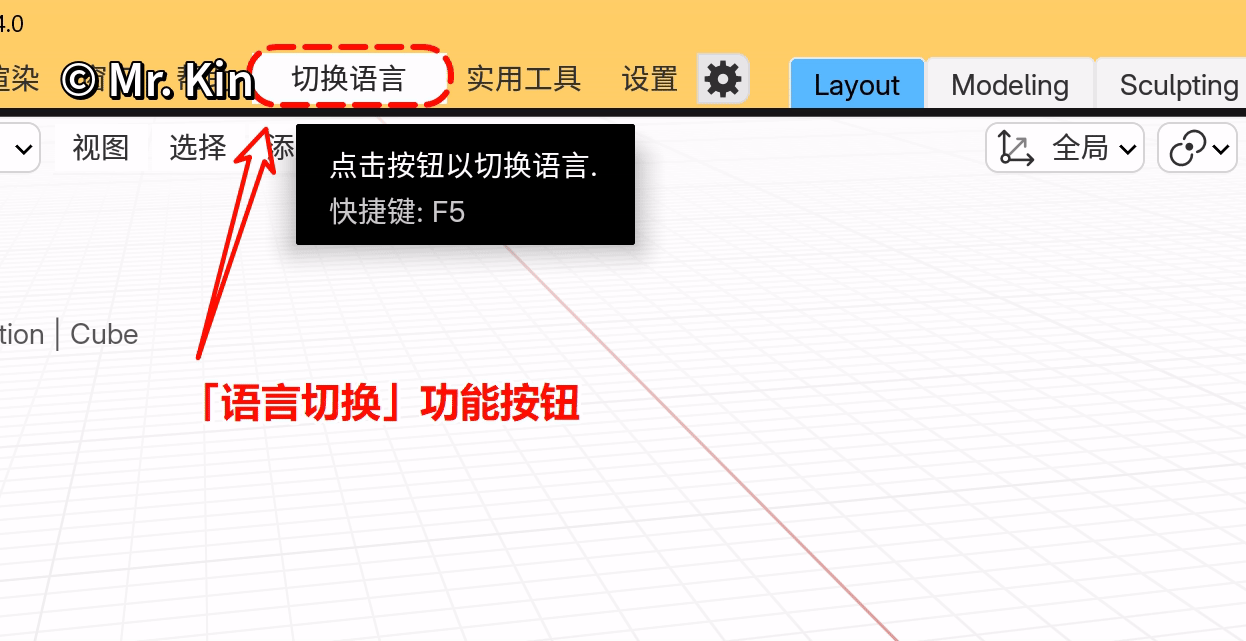 4.0
渲染 ©Mr. Kin 切换语言 实用工具 设置 Layout Modeling Sculpting
视图 选择 添 全局
点击按钮以切换语言.
快捷键: F5
tion | Cube
「语言切换」功能按钮